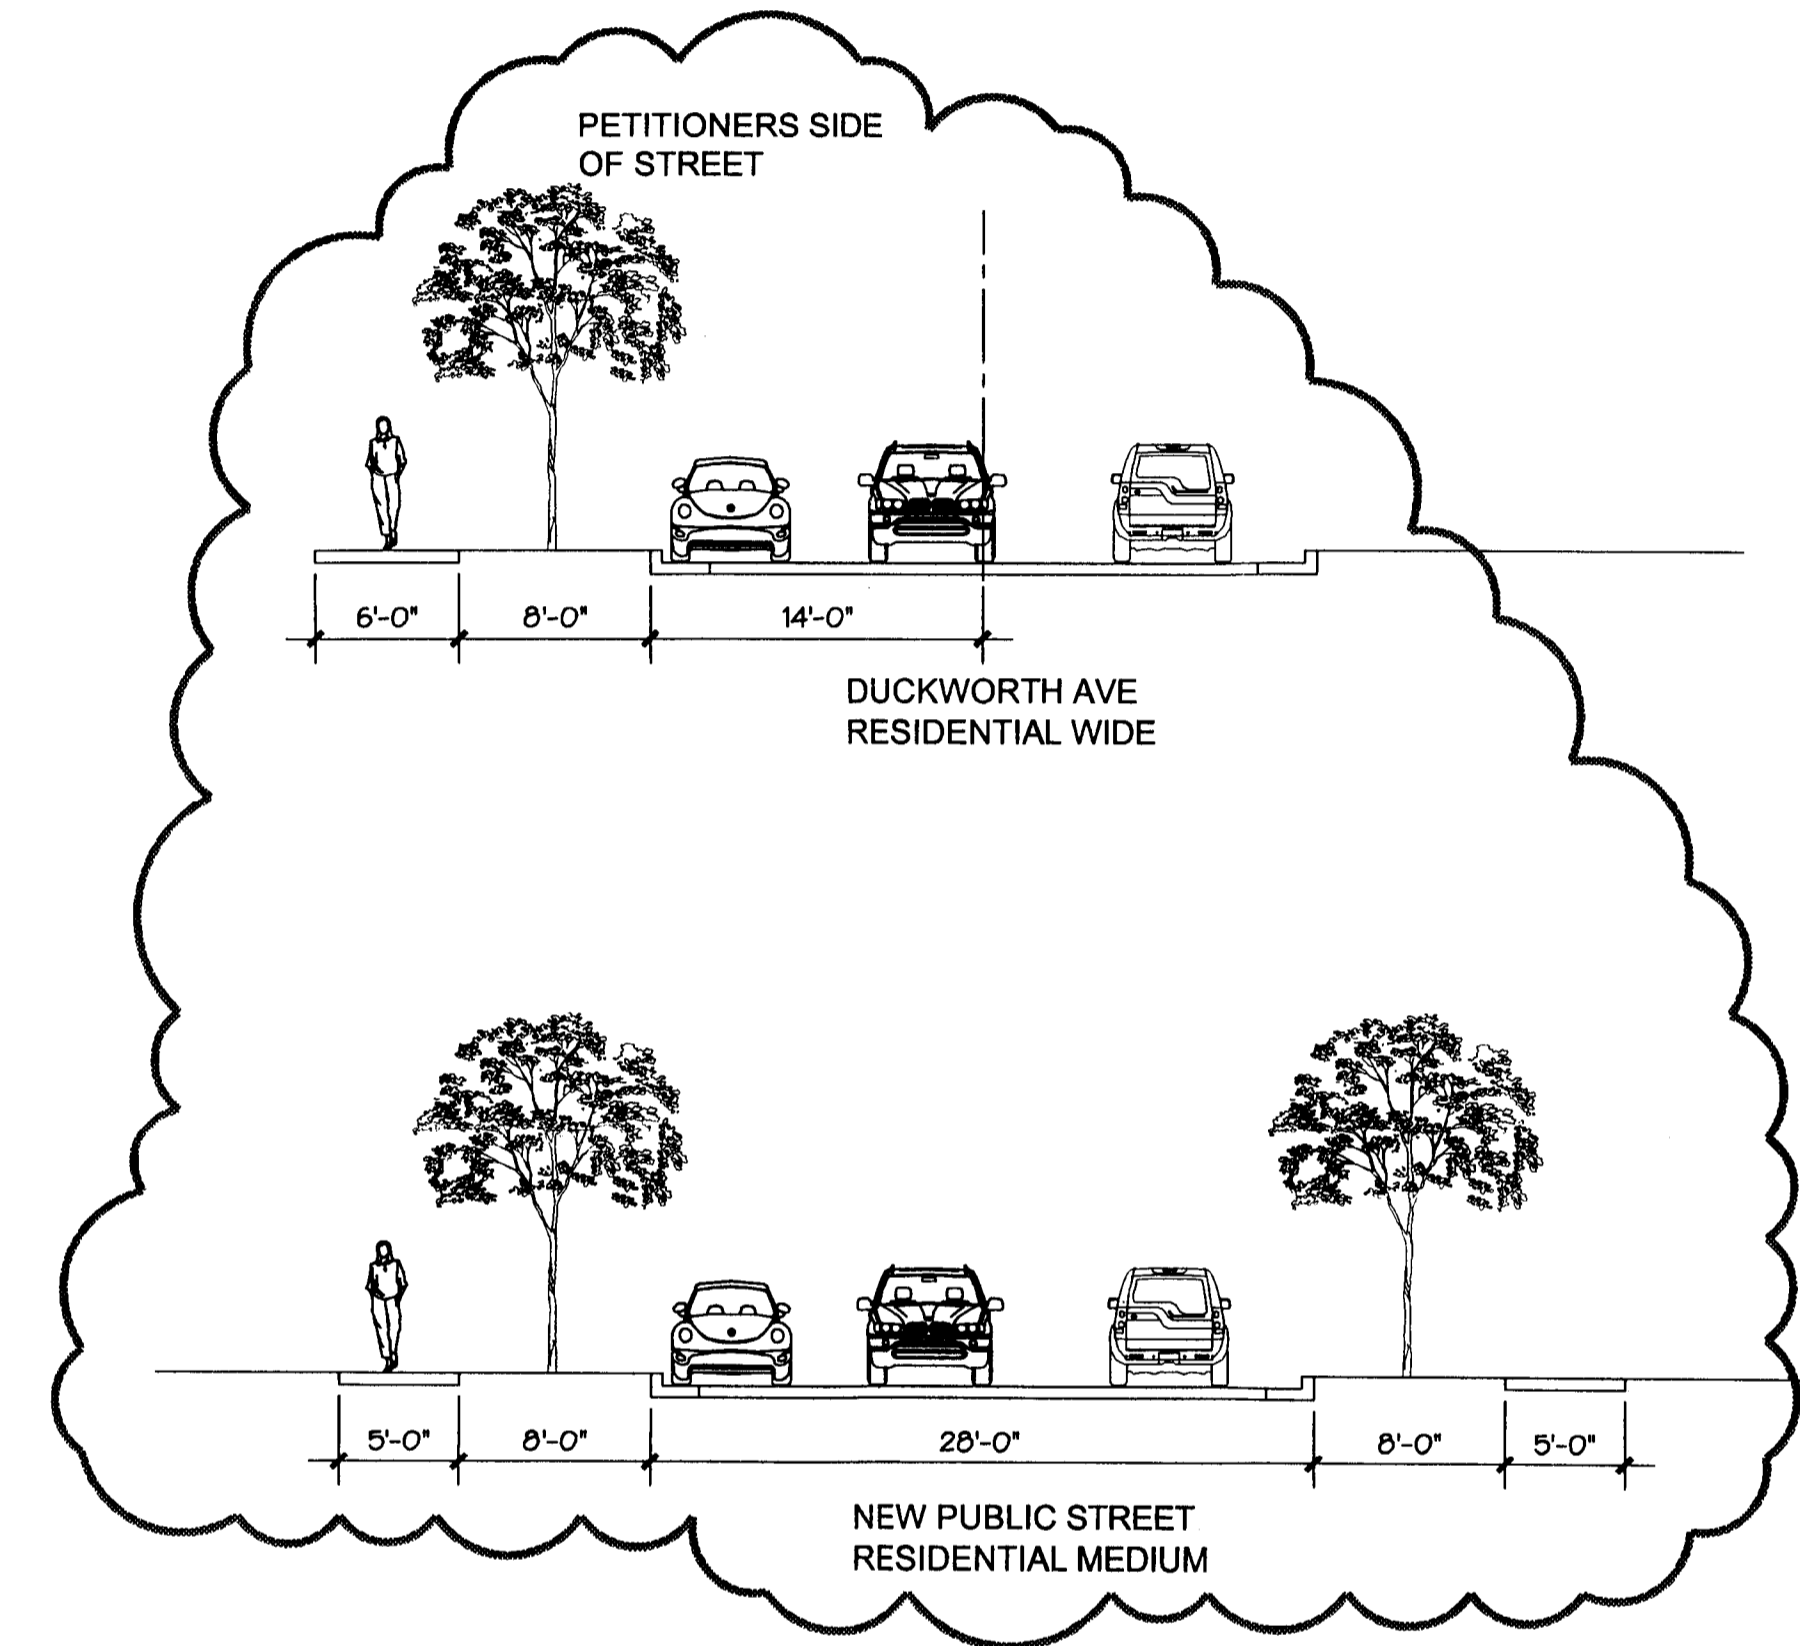 PETITIONERS SIDE
OF STREET
6'-0" 8'-0" 14'-0"
DUCKWORTH AVE
RESIDENTIAL WIDE
5'-0" 8'-0" 28'-0" 8'-0" 5'-0"
NEW PUBLIC STREET
RESIDENTIAL MEDIUM